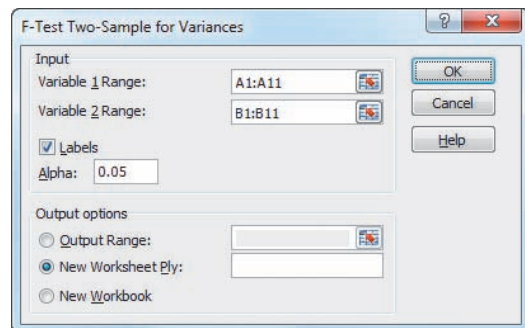 F-Test Two-Sample for Variances
?
Input
Variable 1 Range: A1:A11
Variable 2 Range: B1:B11
Labels
Alpha: 0.05
OK
Cancel
Help
Output options
Output Range:
New Worksheet Ply:
New Workbook